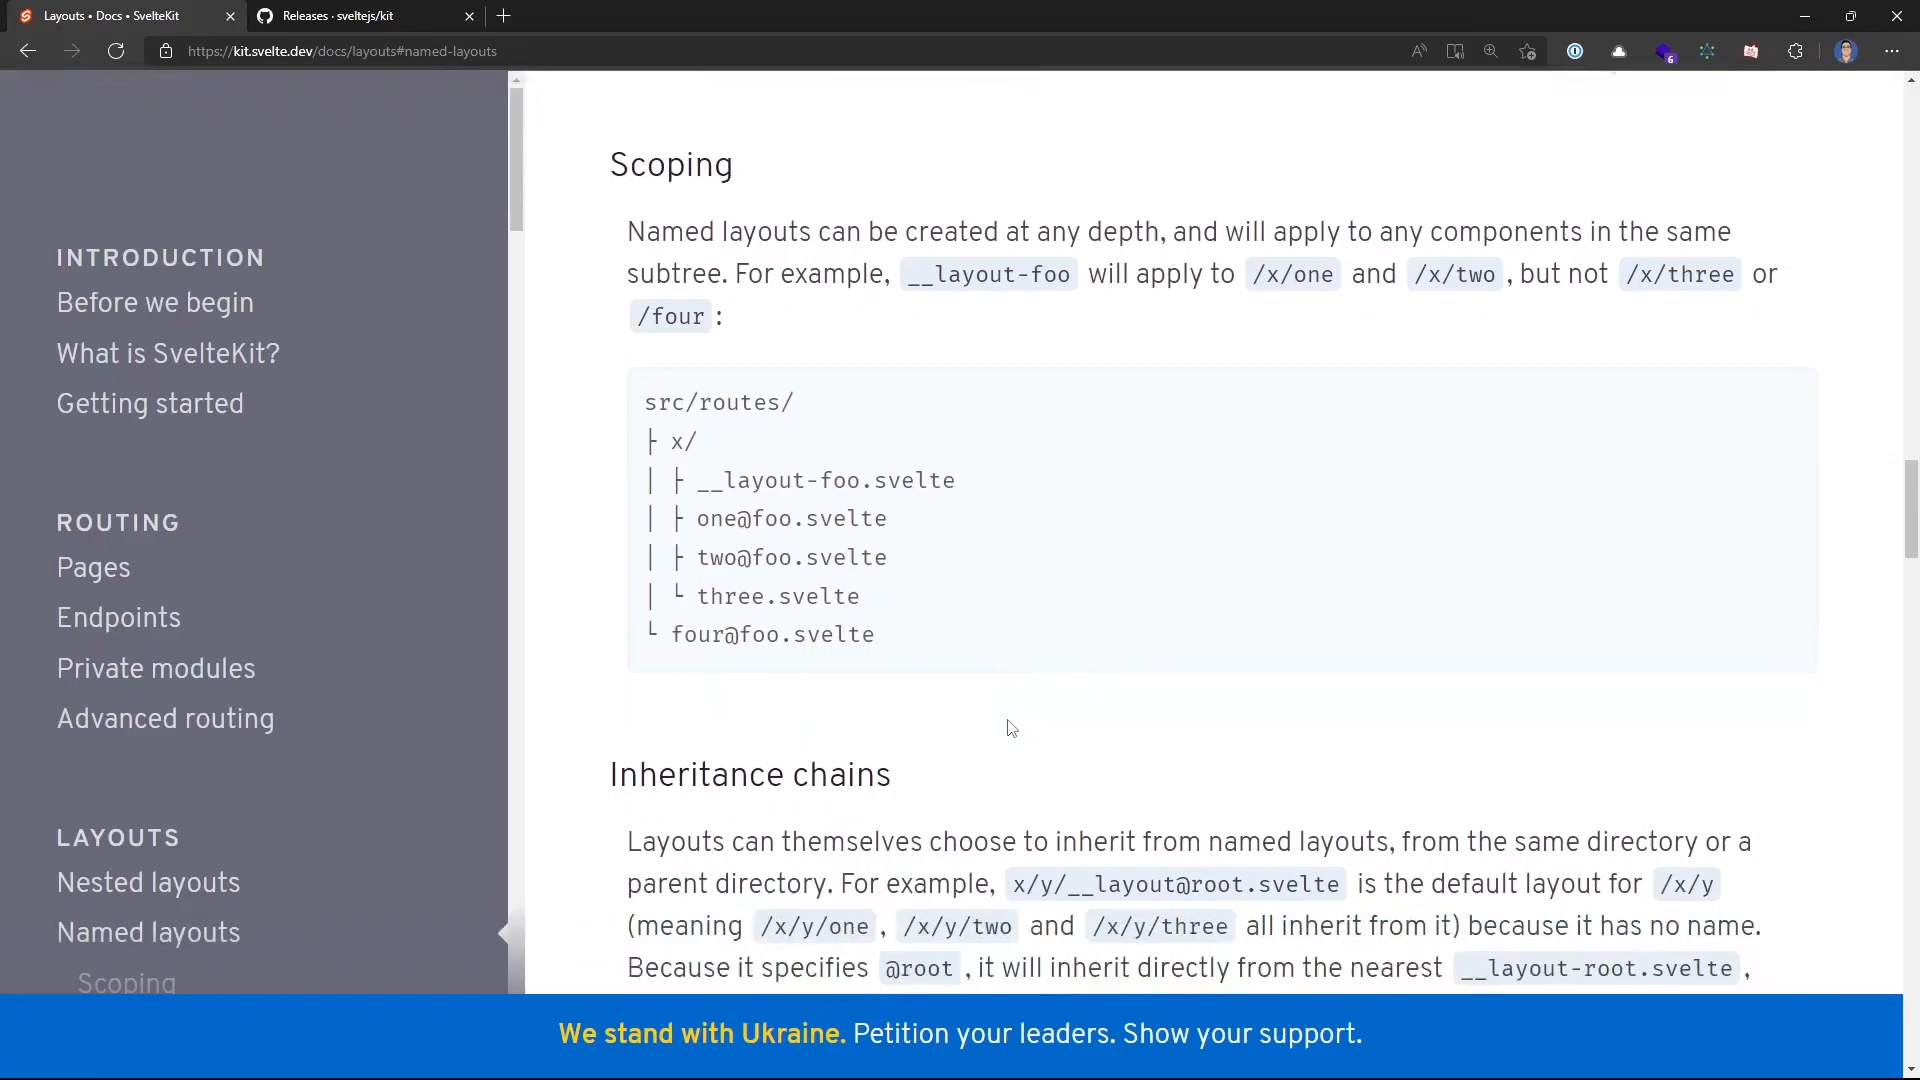 Layouts • Docs • SvelteKit
Releases · sveltejs/kit
https://kit.svelte.dev/docs/layouts#named-layouts
6
INTRODUCTION
Before we begin
What is SvelteKit?
Getting started
ROUTING
Pages
Endpoints
Private modules
Advanced routing
LAYOUTS
Nested layouts
Named layouts
Scoping
Scoping
Named layouts can be created at any depth, and will apply to any components in the same
subtree. For example, __layout-foo will apply to /x/one and /x/two, but not /x/three or
/four:
src/routes/
├ x/
│ ├ __layout-foo.svelte
│ ├ one@foo.svelte
│ ├ two@foo.svelte
│ └ three.svelte
└ four@foo.svelte
Inheritance chains
Layouts can themselves choose to inherit from named layouts, from the same directory or a
parent directory. For example, x/y/__layout@root.svelte is the default layout for /x/y
(meaning /x/y/one, /x/y/two and /x/y/three all inherit from it) because it has no name.
Because it specifies @root, it will inherit directly from the nearest __layout-root.svelte,
We stand with Ukraine. Petition your leaders. Show your support.